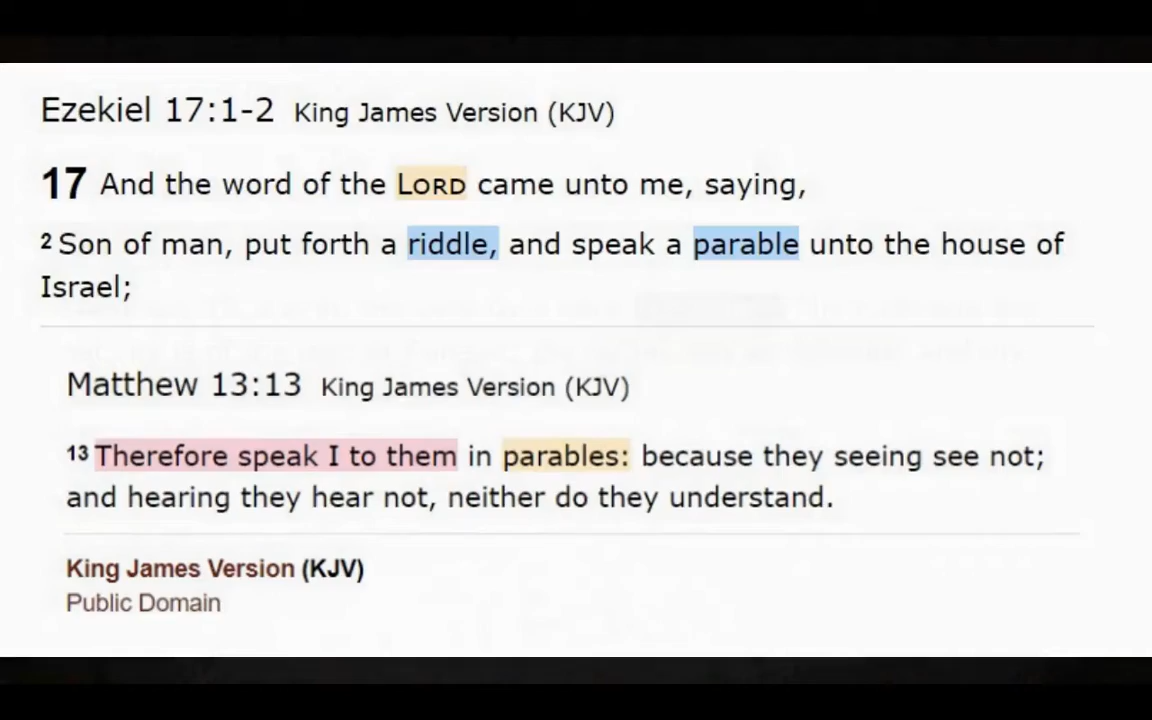 Ezekiel 17:1-2 King James Version (KJV)
17 And the word of the LORD came unto me, saying,
2 Son of man, put forth a riddle, and speak a parable unto the house of
Israel;
Matthew 13:13 King James Version (KJV)
13 Therefore speak I to them in parables: because they seeing see not;
and hearing they hear not, neither do they understand.
King James Version (KJV)
Public Domain